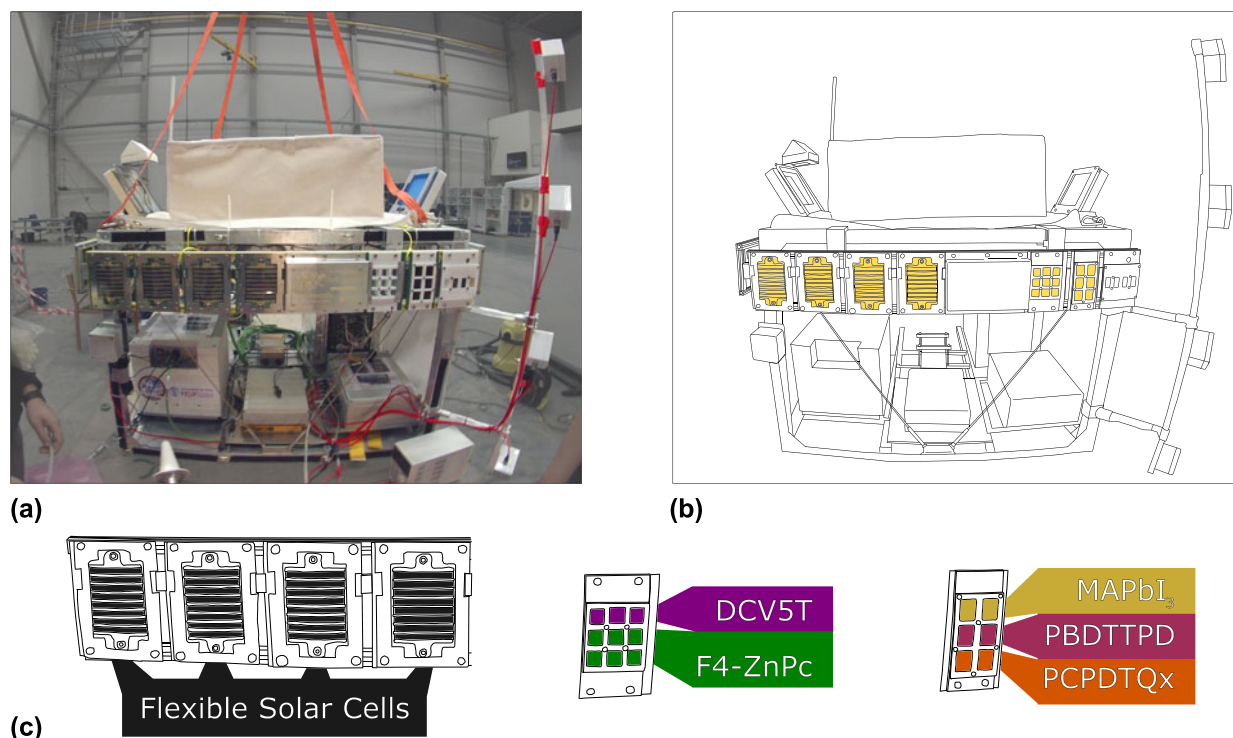 (a)
(b)
(c)
Flexible Solar Cells
DCV5T
F4-ZnPc
MAPbI₃
PBDTTPD
PCPDTQx